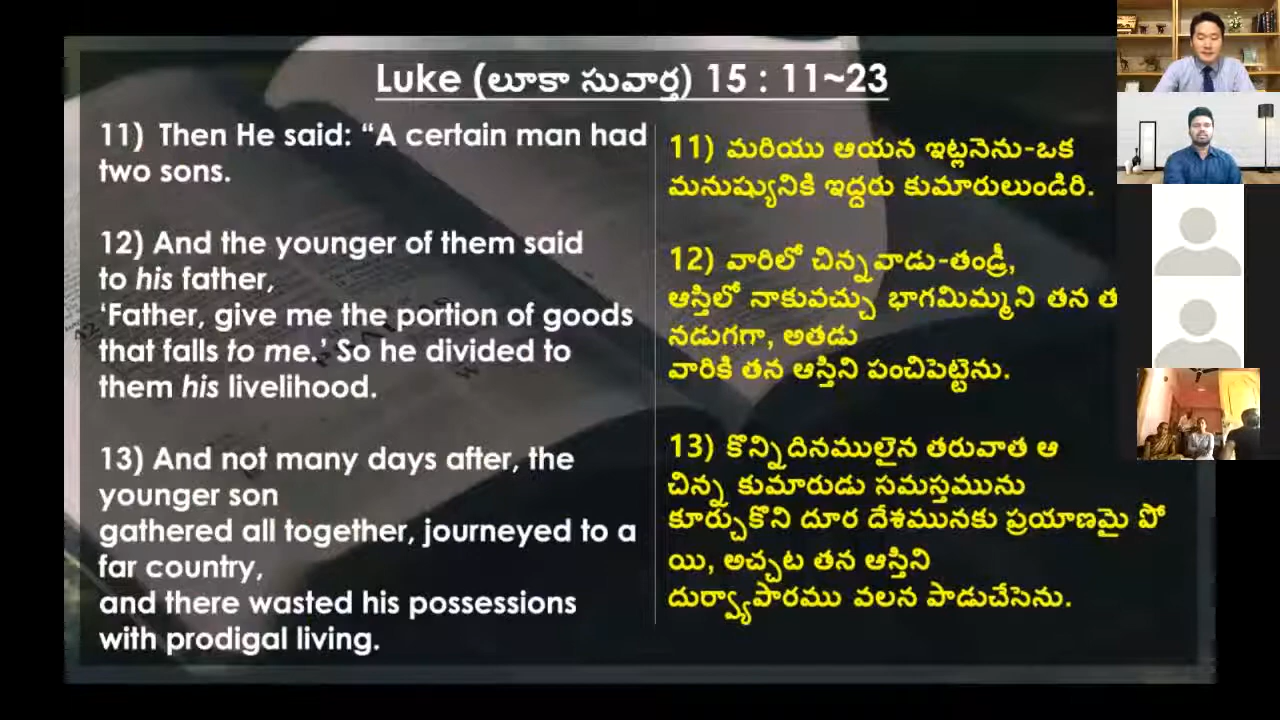 Luke (లూకా సువార్త) 15 : 11~23
11) Then He said: “A certain man had
two sons.
12) And the younger of them said
to his father,
‘Father, give me the portion of goods
that falls to me.’ So he divided to
them his livelihood.
13) And not many days after, the
younger son
gathered all together, journeyed to a
far country,
and there wasted his possessions
with prodigal living.
11) మరియు ఆయన ఇట్లనెను-ఒక
మనుష్యునికి ఇద్దరు కుమారులుండిరి.
12) వారిలో చిన్నవాడు-తండ్రీ,
ఆస్తిలో నాకువచ్చు భాగమిమ్మని తన త
నడుగగా, అతడు
వారికి తన ఆస్తిని పంచిపెట్టెను.
13) కొన్నిదినములైన తరువాత ఆ
చిన్న కుమారుడు సమస్తమును
కూర్చుకొని దూర దేశమునకు ప్రయాణమై పో
యి, అచ్చట తన ఆస్తిని
దుర్వ్యాపారము వలన పాడుచేసెను.